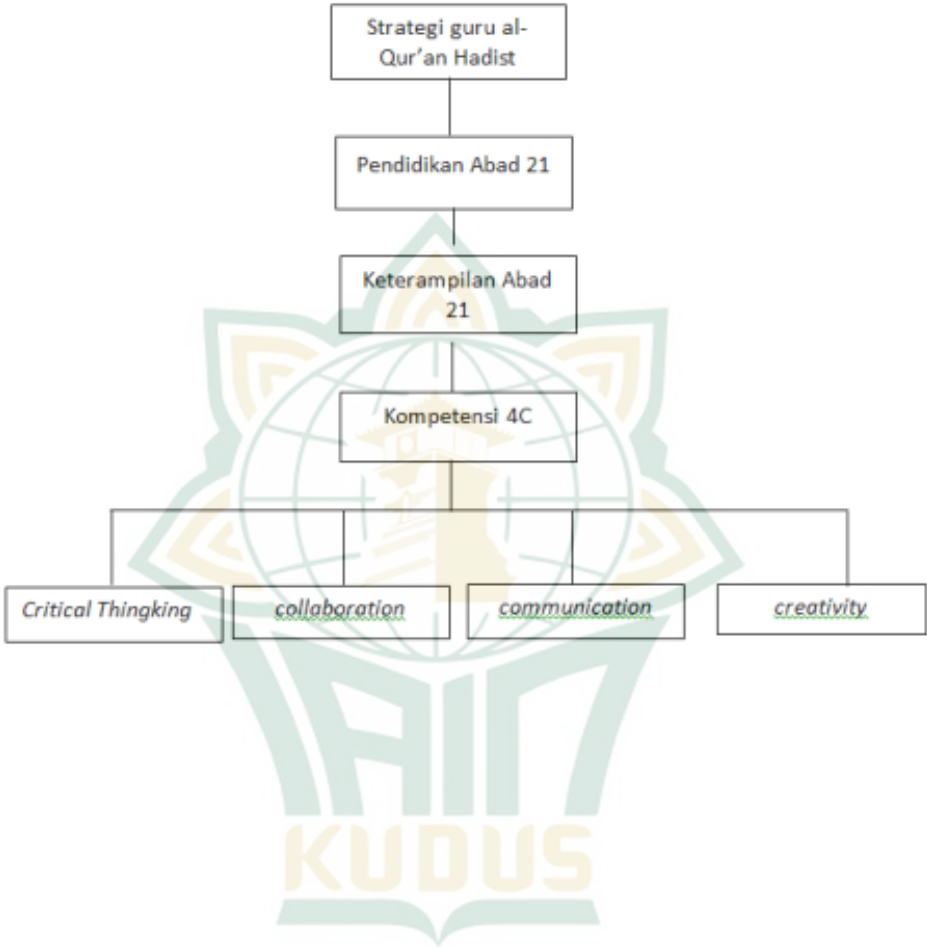 Strategi guru al-
Qur'an Hadist
Pendidikan Abad 21
Keterampilan Abad
21
Kompetensi 4C
Critical Thingking
collaboration
communication
creativity
IAIN
KUDUS